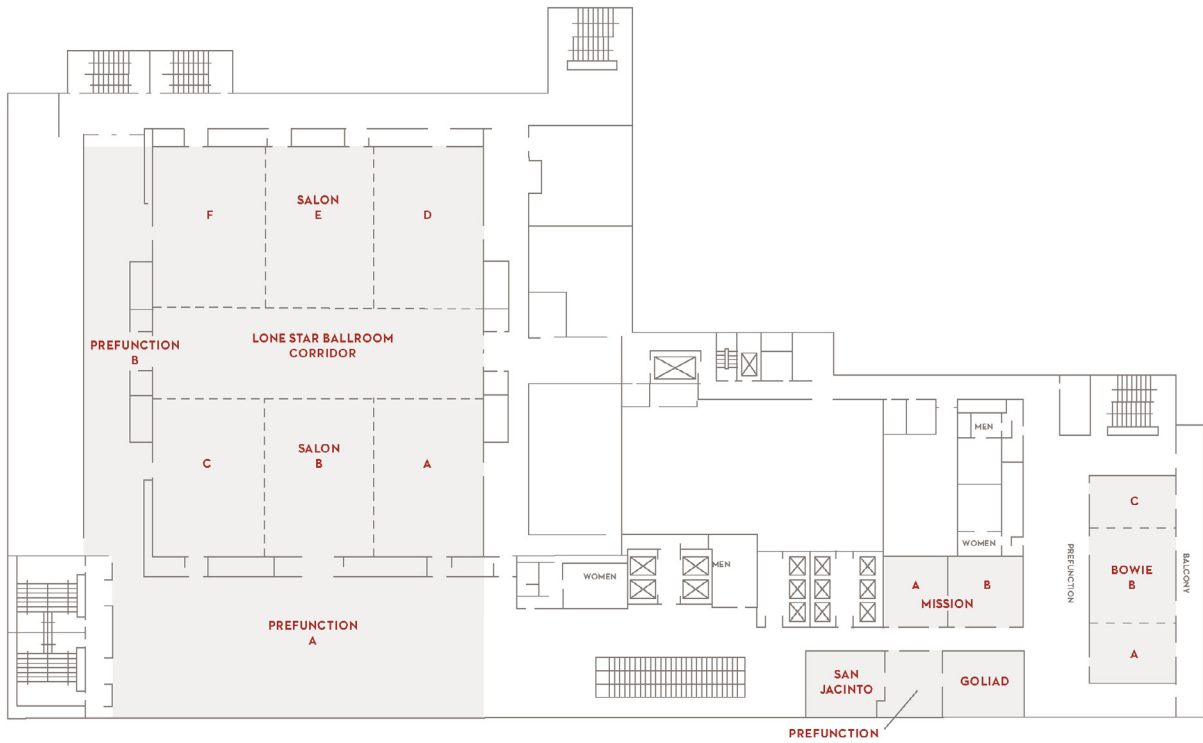 SALON
F
E
D
PREFUNCTION
B
LONE STAR BALLROOM
CORRIDOR
SALON
C
B
A
MEN
WOMEN
C
PREFUNCTION
BALCONY
BOWIE
B
A
WOMEN
MEN
A
B
MISSION
PREFUNCTION
A
SAN
JACINTO
GOLIAD
PREFUNCTION